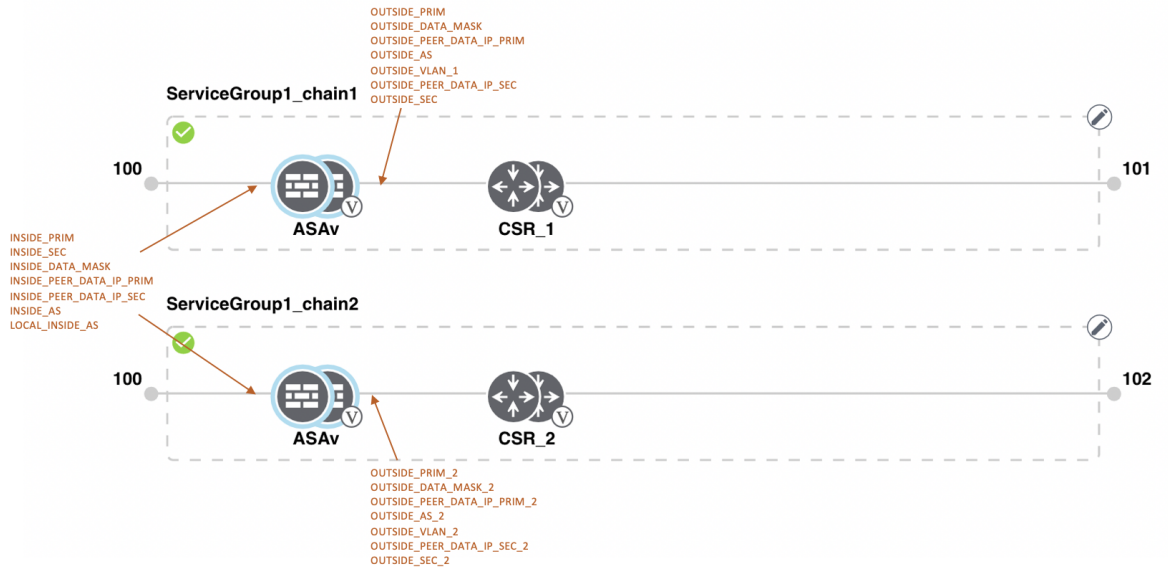 OUTSIDE_PRIM
OUTSIDE_DATA_MASK
OUTSIDE_PEER_DATA_IP_PRIM
OUTSIDE_AS
OUTSIDE_VLAN_1
OUTSIDE_PEER_DATA_IP_SEC
OUTSIDE_SEC
ServiceGroup1_chain1
100
101
V
V
ASAv
CSR_1
INSIDE_PRIM
INSIDE_SEC
INSIDE_DATA_MASK
INSIDE_PEER_DATA_IP_PRIM
INSIDE_PEER_DATA_IP_SEC
INSIDE_AS
LOCAL_INSIDE_AS
ServiceGroup1_chain2
100
102
V
V
ASAv
CSR_2
OUTSIDE_PRIM_2
OUTSIDE_DATA_MASK_2
OUTSIDE_PEER_DATA_IP_PRIM_2
OUTSIDE_AS_2
OUTSIDE_VLAN_2
OUTSIDE_PEER_DATA_IP_SEC_2
OUTSIDE_SEC_2